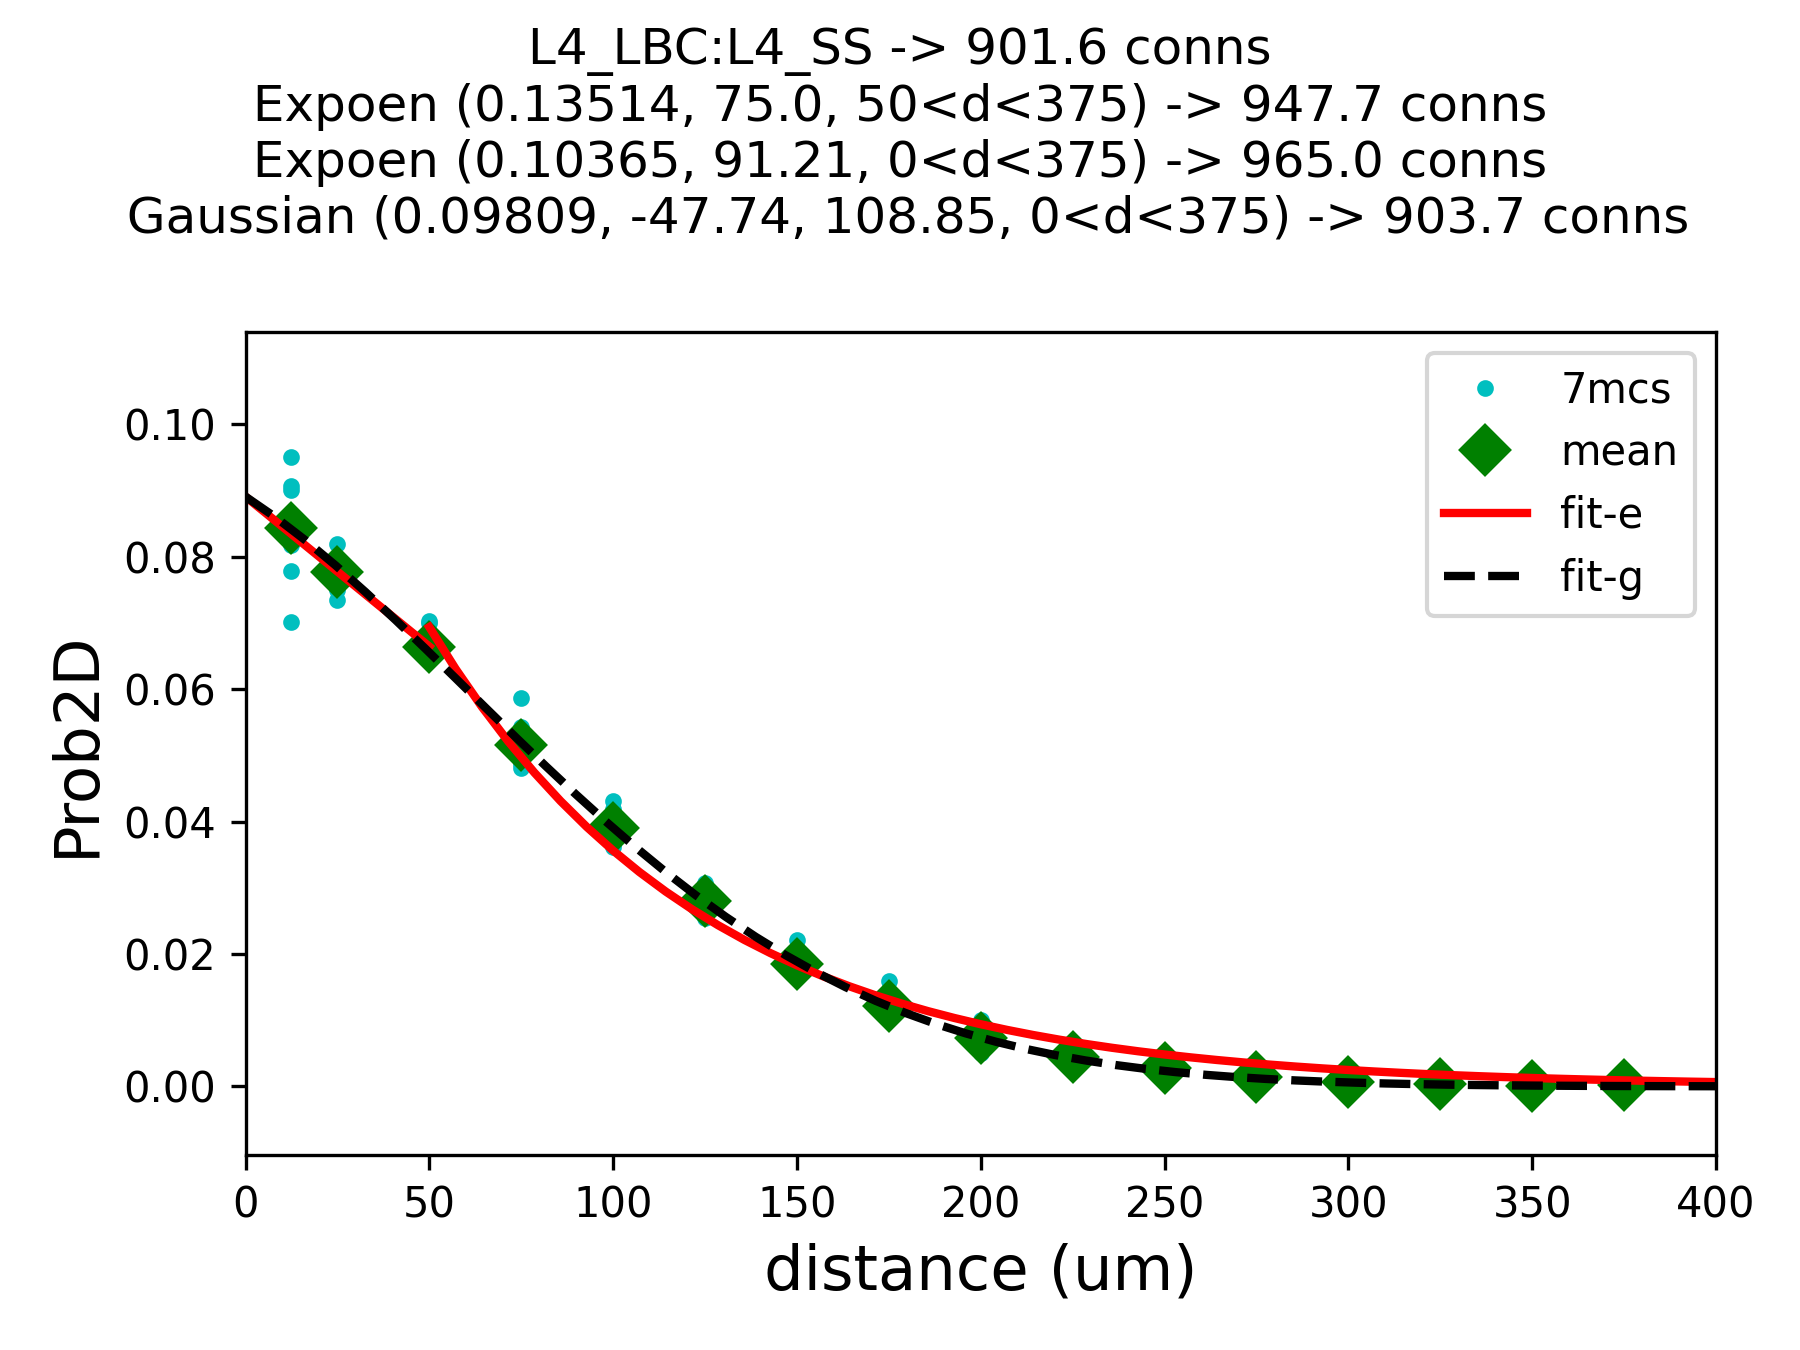 L4_LBC:L4_SS -> 901.6 conns
Expoen (0.13514, 75.0, 50<d<375) -> 947.7 conns
Expoen (0.10365, 91.21, 0<d<375) -> 965.0 conns
Gaussian (0.09809, -47.74, 108.85, 0<d<375) -> 903.7 conns
7mcs
mean
fit-e
fit-g
Prob2D
0.10
0.08
0.06
0.04
0.02
0.00
0 50 100 150 200 250 300 350 400
distance (um)